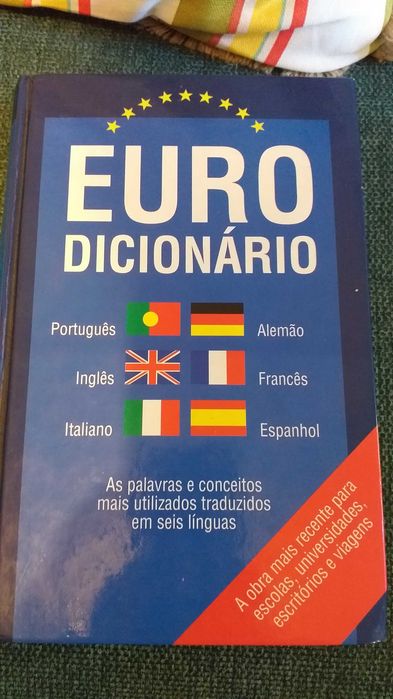 EURO
DICIONÁRIO
Português
Alemão
Inglês
Francês
Italiano
Espanhol
As palavras e conceitos
mais utilizados traduzidos
em seis línguas
A obra mais recente para
escolas, universidades,
escritórios e viagens